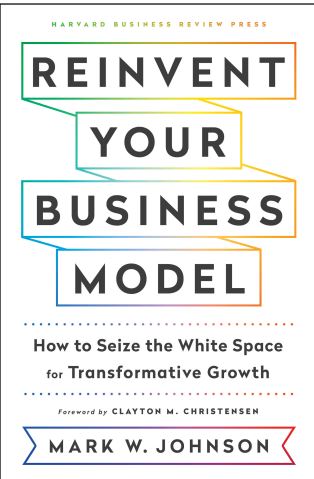 HARVARD BUSINESS REVIEW PRESS
REINVENT
YOUR
BUSINESS
MODEL
How to Seize the White Space
for Transformative Growth
Foreword by CLAYTON M. CHRISTENSEN
MARK W. JOHNSON